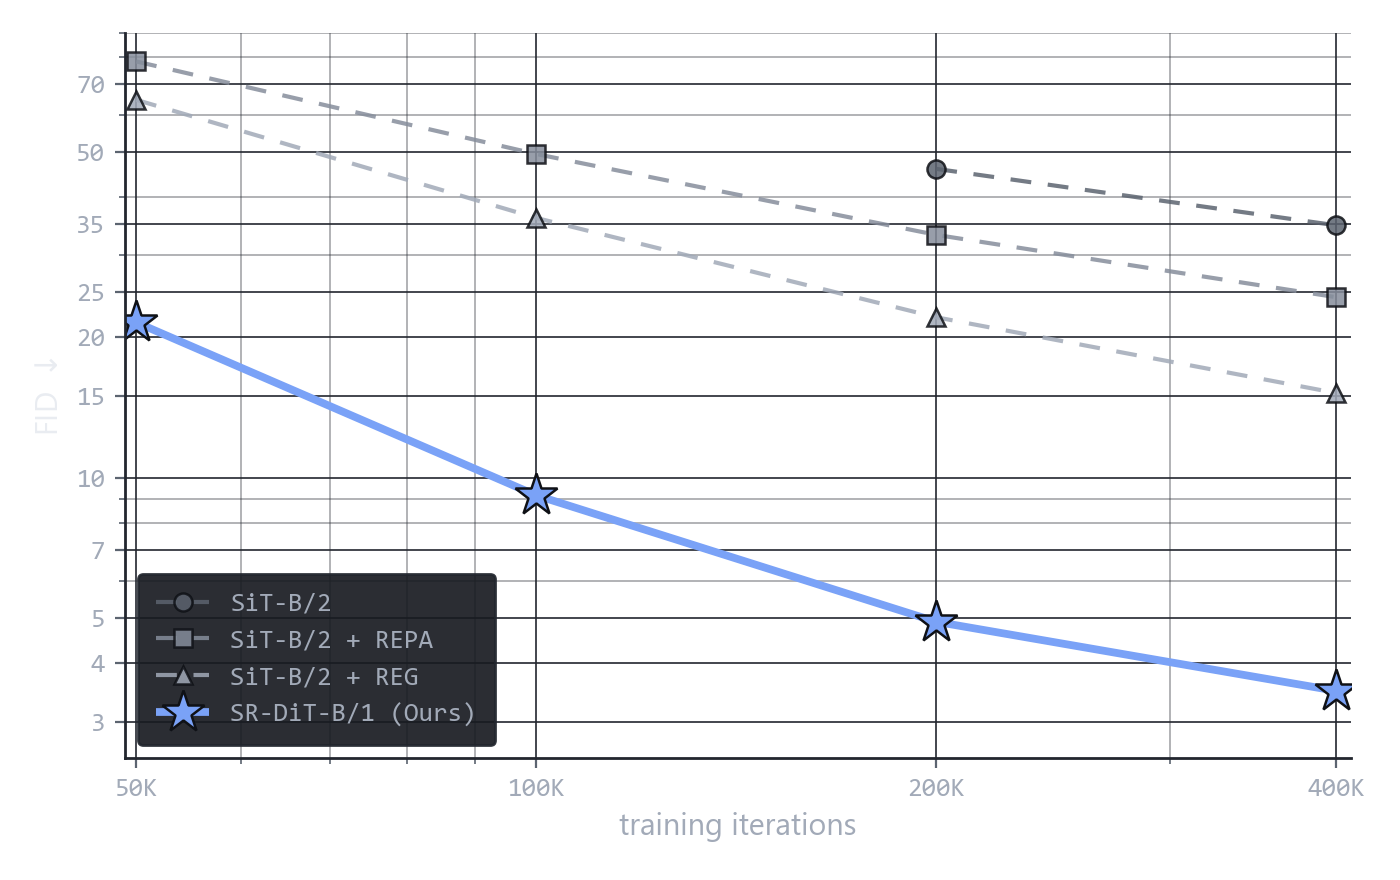 70
50
35
25
20
15
10
7
5
4
3
FID ↓
SiT-B/2
SiT-B/2 + REPA
SiT-B/2 + REG
SR-DiT-B/1 (Ours)
50K 100K 200K 400K
training iterations